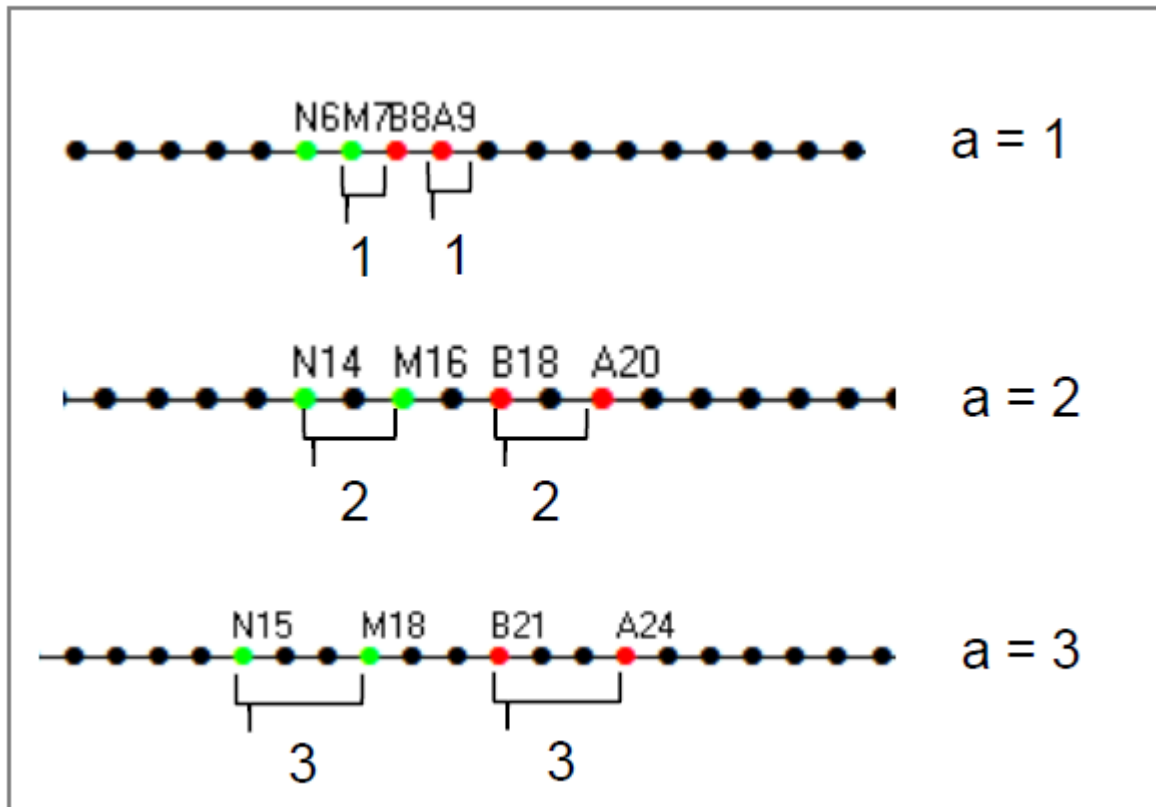 N6M7B8A9
a = 1
1 1
N14 M16 B18 A20
a = 2
2 2
N15 M18 B21 A24
a = 3
3 3